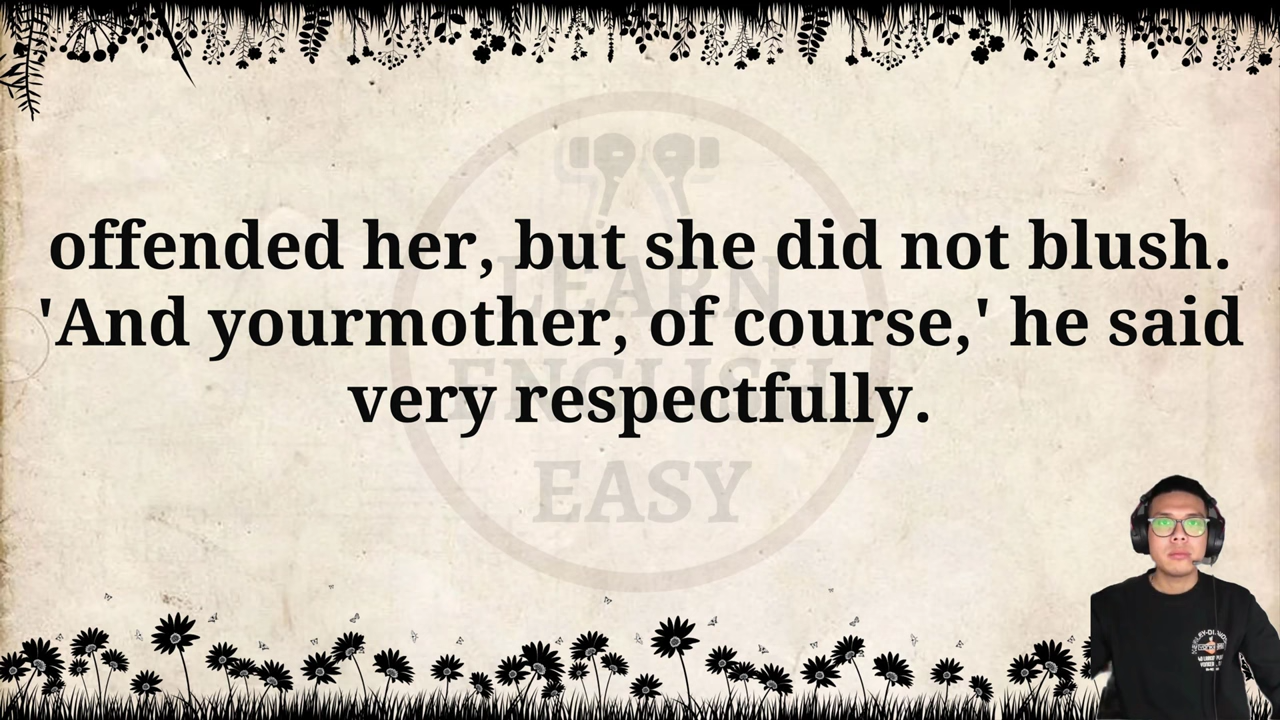 offended her, but she did not blush.
'And yourmother, of course,' he said
very respectfully.
LEARN
ENGLISH
EASY